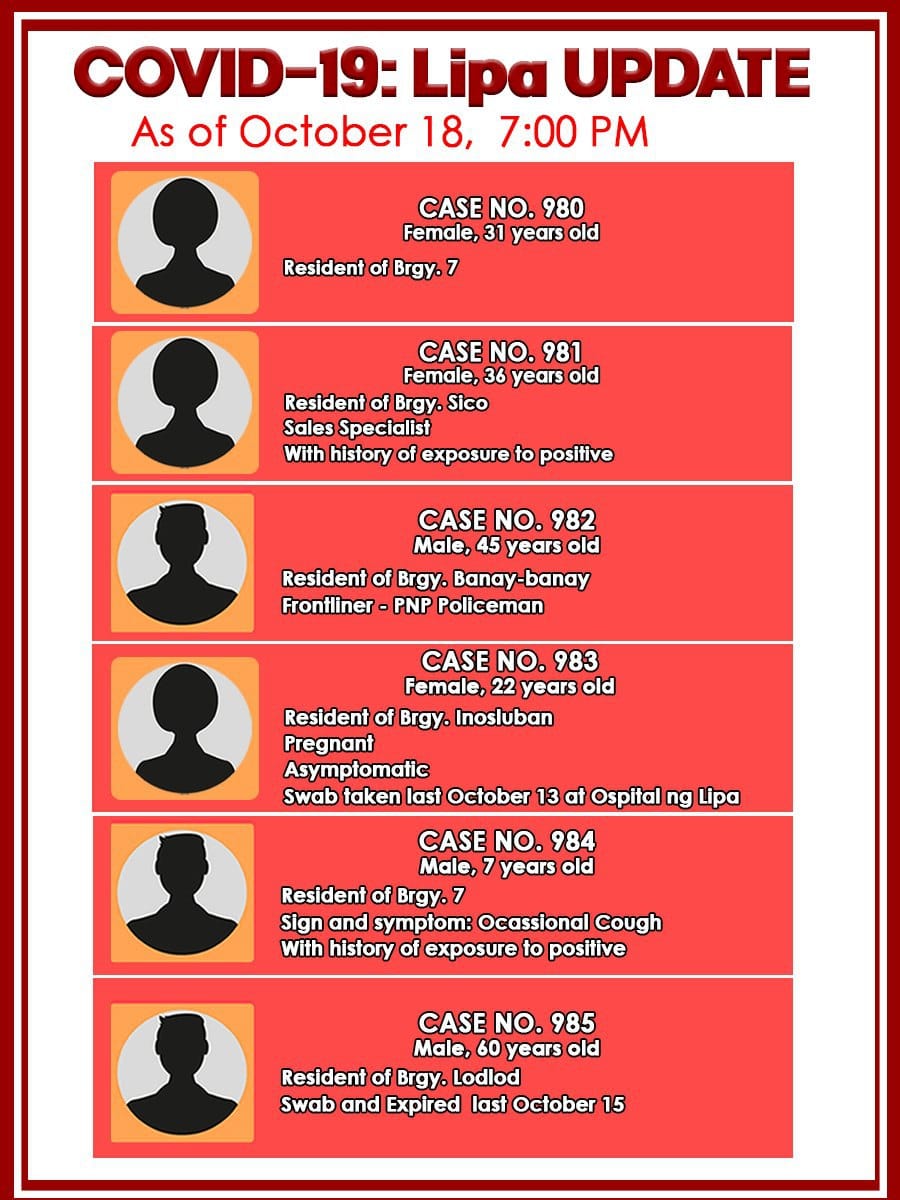 COVID-19: Lipa UPDATE
As of October 18, 7:00 PM
CASE NO. 980
Female, 31 years old
Resident of Brgy. 7
CASE NO. 981
Female, 36 years old
Resident of Brgy. Sico
Sales Specialist
With history of exposure to positive
CASE NO. 982
Male, 45 years old
Resident of Brgy. Banay-banay
Frontliner - PNP Policeman
CASE NO. 983
Female, 22 years old
Resident of Brgy. Inosluban
Pregnant
Asymptomatic
Swab taken last October 13 at Ospital ng Lipa
CASE NO. 984
Male, 7 years old
Resident of Brgy. 7
Sign and symptom: Ocassional Cough
With history of exposure to positive
CASE NO. 985
Male, 60 years old
Resident of Brgy. Lodlod
Swab and Expired last October 15